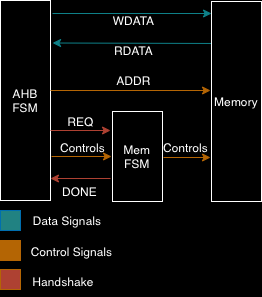 WDATA
RDATA
ADDR
AHB
FSM
Memory
REQ
Controls
Mem
FSM
Controls
DONE
Data Signals
Control Signals
Handshake